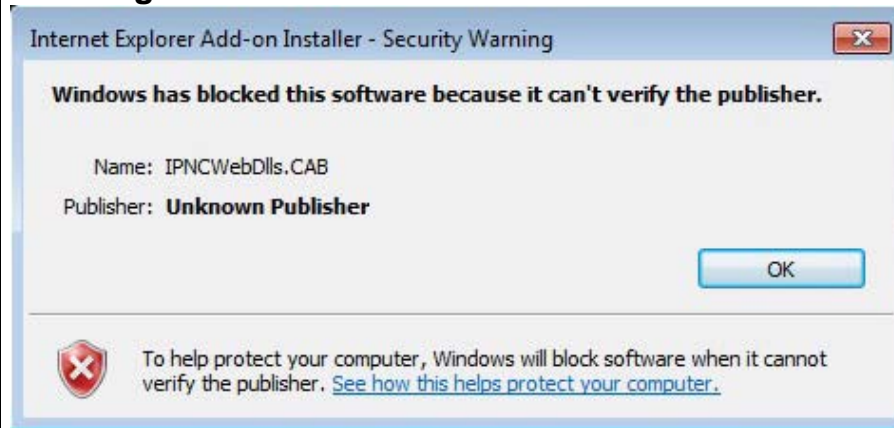 Internet Explorer Add-on Installer - Security Warning
Windows has blocked this software because it can't verify the publisher.
Name: IPNCWebDlls.CAB
Publisher: Unknown Publisher
OK
To help protect your computer, Windows will block software when it cannot
verify the publisher. See how this helps protect your computer.